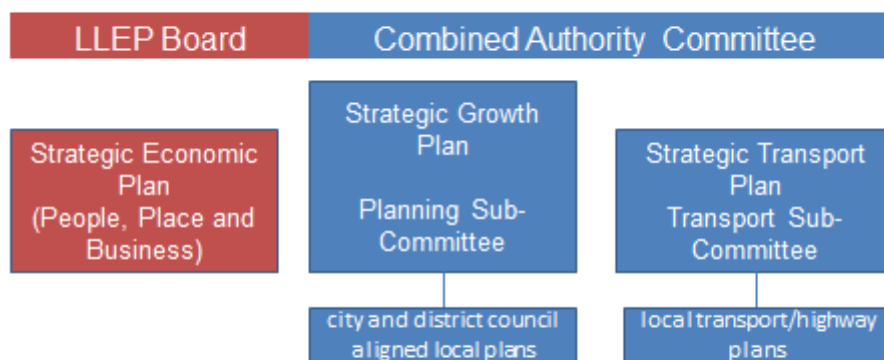 LLEP Board
Combined Authority Committee
Strategic Economic
Plan
(People, Place and
Business)
Strategic Growth
Plan
Planning Sub-
Committee
Strategic Transport
Plan
Transport Sub-
Committee
city and district council
aligned local plans
local transport/highway
plans